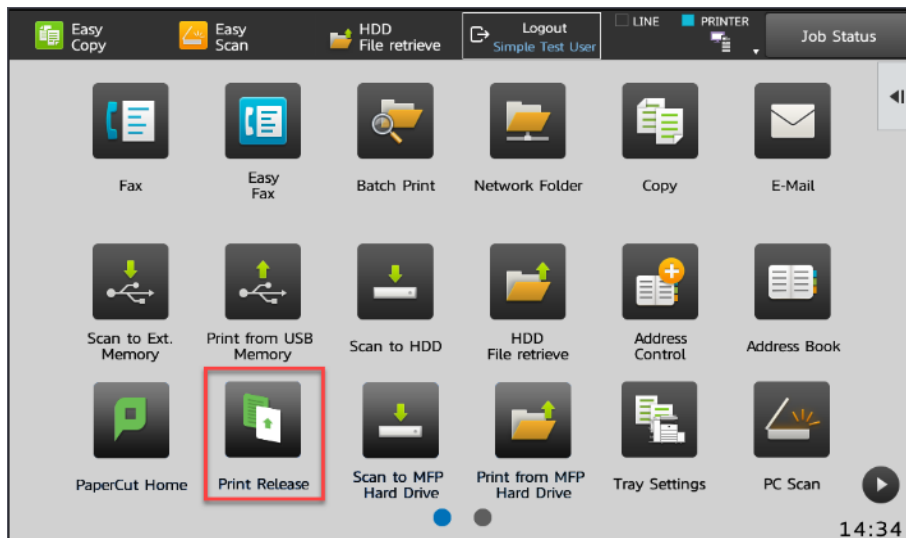 Easy
Copy
Easy
Scan
HDD
File retrieve
Logout
Simple Test User
LINE
PRINTER
Job Status
Fax
Easy
Fax
Batch Print
Network Folder
Copy
E-Mail
Scan to Ext.
Memory
Print from USB
Memory
Scan to HDD
HDD
File retrieve
Address
Control
Address Book
PaperCut Home
Print Release
Scan to MFP
Hard Drive
Print from MFP
Hard Drive
Tray Settings
PC Scan
14:34